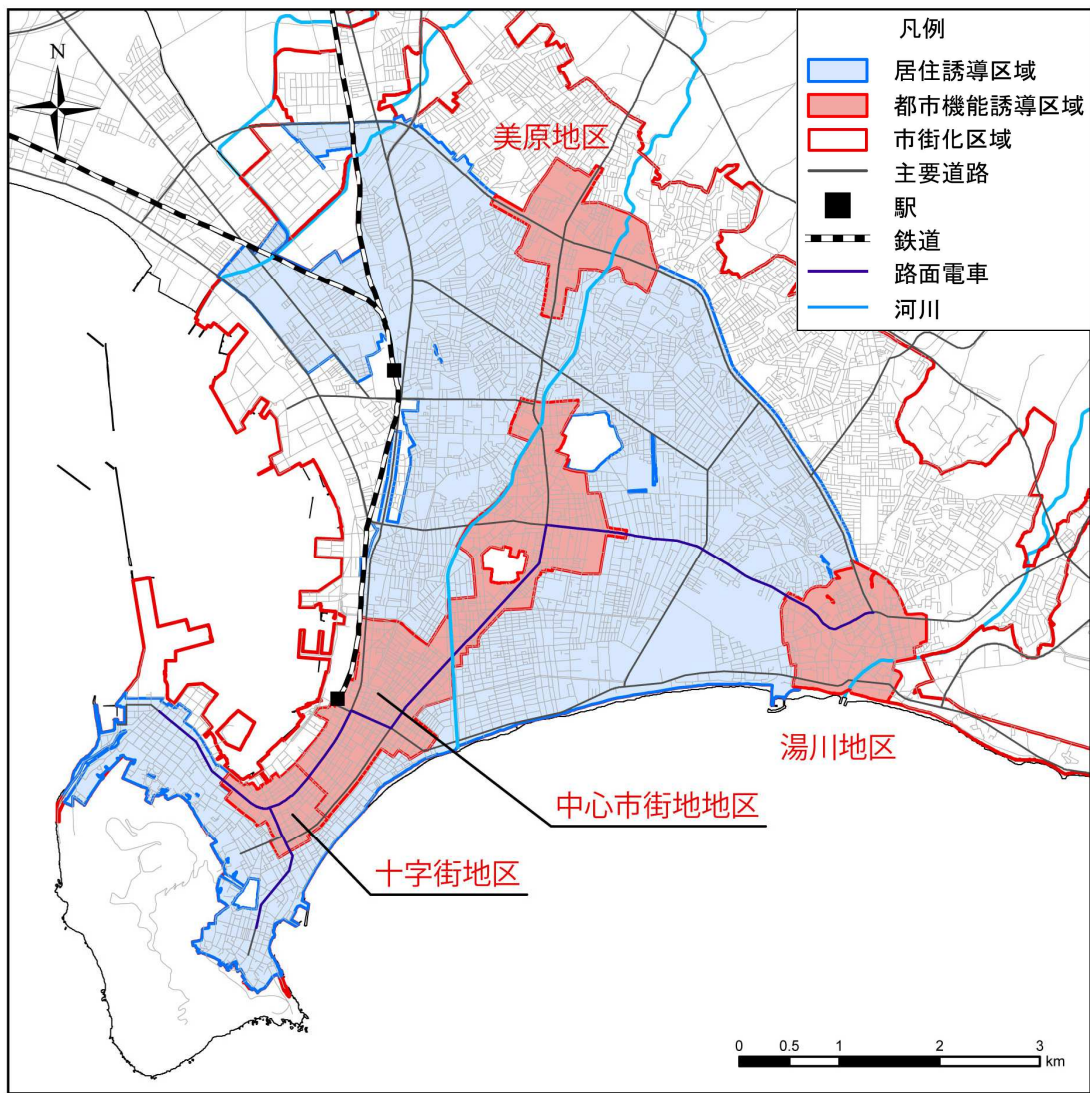 N
凡例
居住誘導区域
都市機能誘導区域
市街化区域
主要道路
駅
鉄道
路面電車
河川
美原地区
湯川地区
中心市街地地区
十字街地区
0 0.5 1 2 3
km